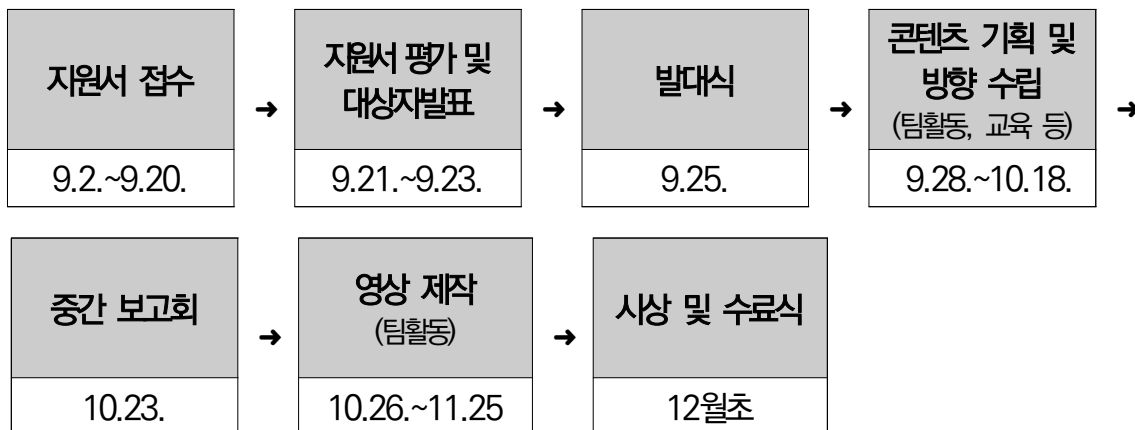 지원서 접수
9.2.~9.20.
➜
지원서 평가 및
대상자발표
9.21.~9.23.
➜
발대식
9.25.
➜
콘텐츠 기획 및
방향 수립
(팀활동, 교육 등)
9.28.~10.18.
➜
중간 보고회
10.23.
➜
영상 제작
(팀활동)
10.26.~11.25
➜
시상 및 수료식
12월초